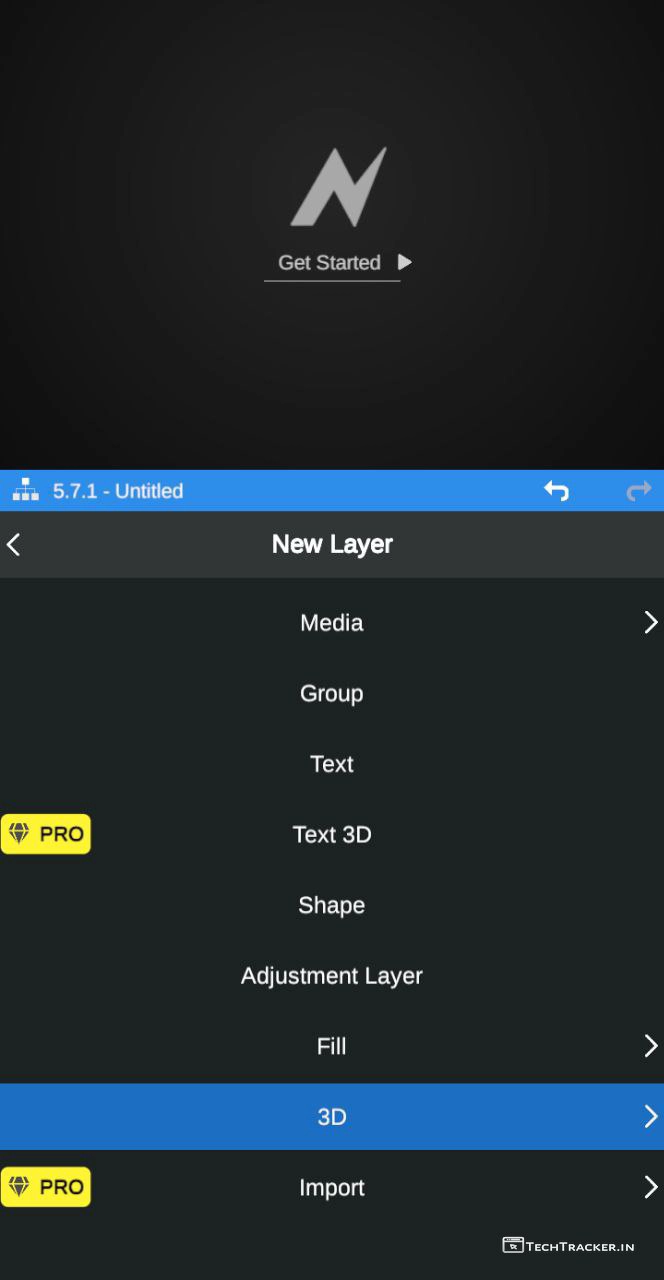 Get Started
5.7.1 - Untitled
New Layer
Media
Group
Text
PRO Text 3D
Shape
Adjustment Layer
Fill
3D
PRO Import
TECHTRACKER.IN